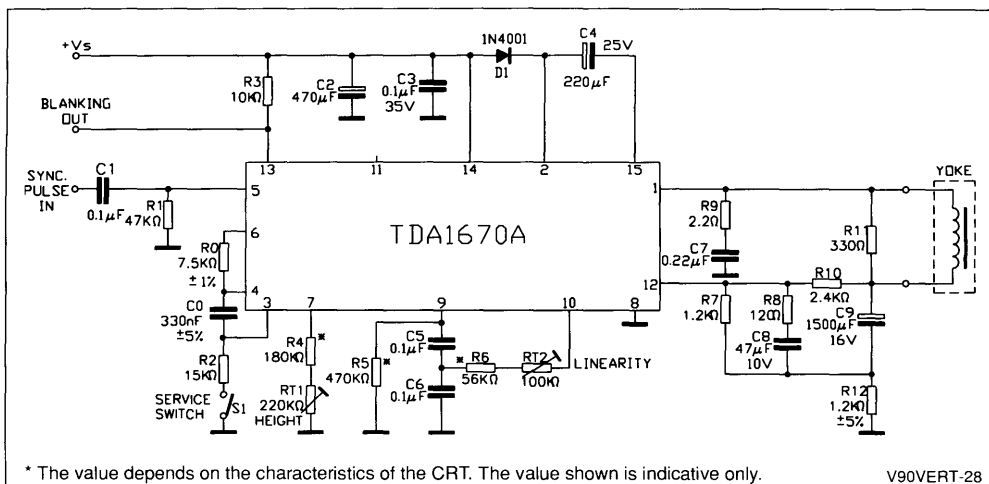 +Vs
1N4001
D1
C4
25V
220µF
R3
10KΩ
C2
470µF
C3
0.1µF
35V
BLANKING
OUT
13
11
14
2
15
SYNC.
PULSE
IN
C1
0.1µF
R1
47KΩ
5
6
1
YOKE
TDA1670A
R0
7.5KΩ
±1%
R9
2.2Ω
R11
330Ω
C7
0.22µF
4
3
7
9
10
8
12
C0
330nF
±5%
R10
2.4KΩ
R7
1.2KΩ
R8
120Ω
C9
1500µF
16V
C8
47µF
10V
R2
15KΩ
R4 *
180KΩ
R5 *
470KΩ
C5
0.1µF
* R6
56KΩ
RT2
100KΩ
LINEARITY
C6
0.1µF
SERVICE
SWITCH
S1
RT1
220KΩ
HEIGHT
R12
1.2KΩ
±5%
* The value depends on the characteristics of the CRT. The value shown is indicative only.
V90VERT-28